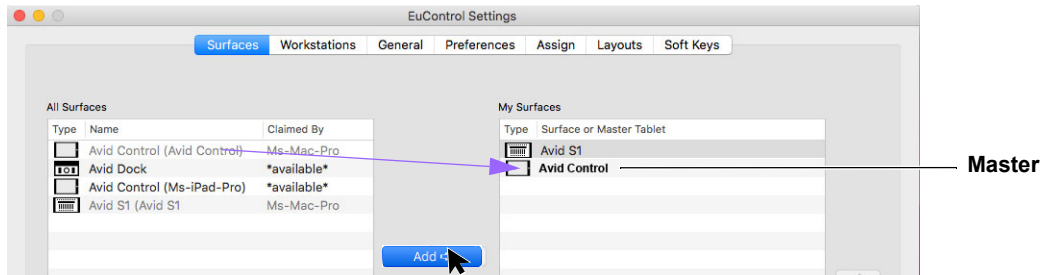 EuControl Settings
Surfaces Workstations General Preferences Assign Layouts Soft Keys
All Surfaces
Type Name Claimed By
Avid Control (Avid Control) Ms-Mac-Pro
Avid Dock *available*
Avid Control (Ms-iPad-Pro) *available*
Avid S1 (Avid S1 Ms-Mac-Pro
Add
My Surfaces
Type Surface or Master Tablet
Avid S1
Avid Control
Master